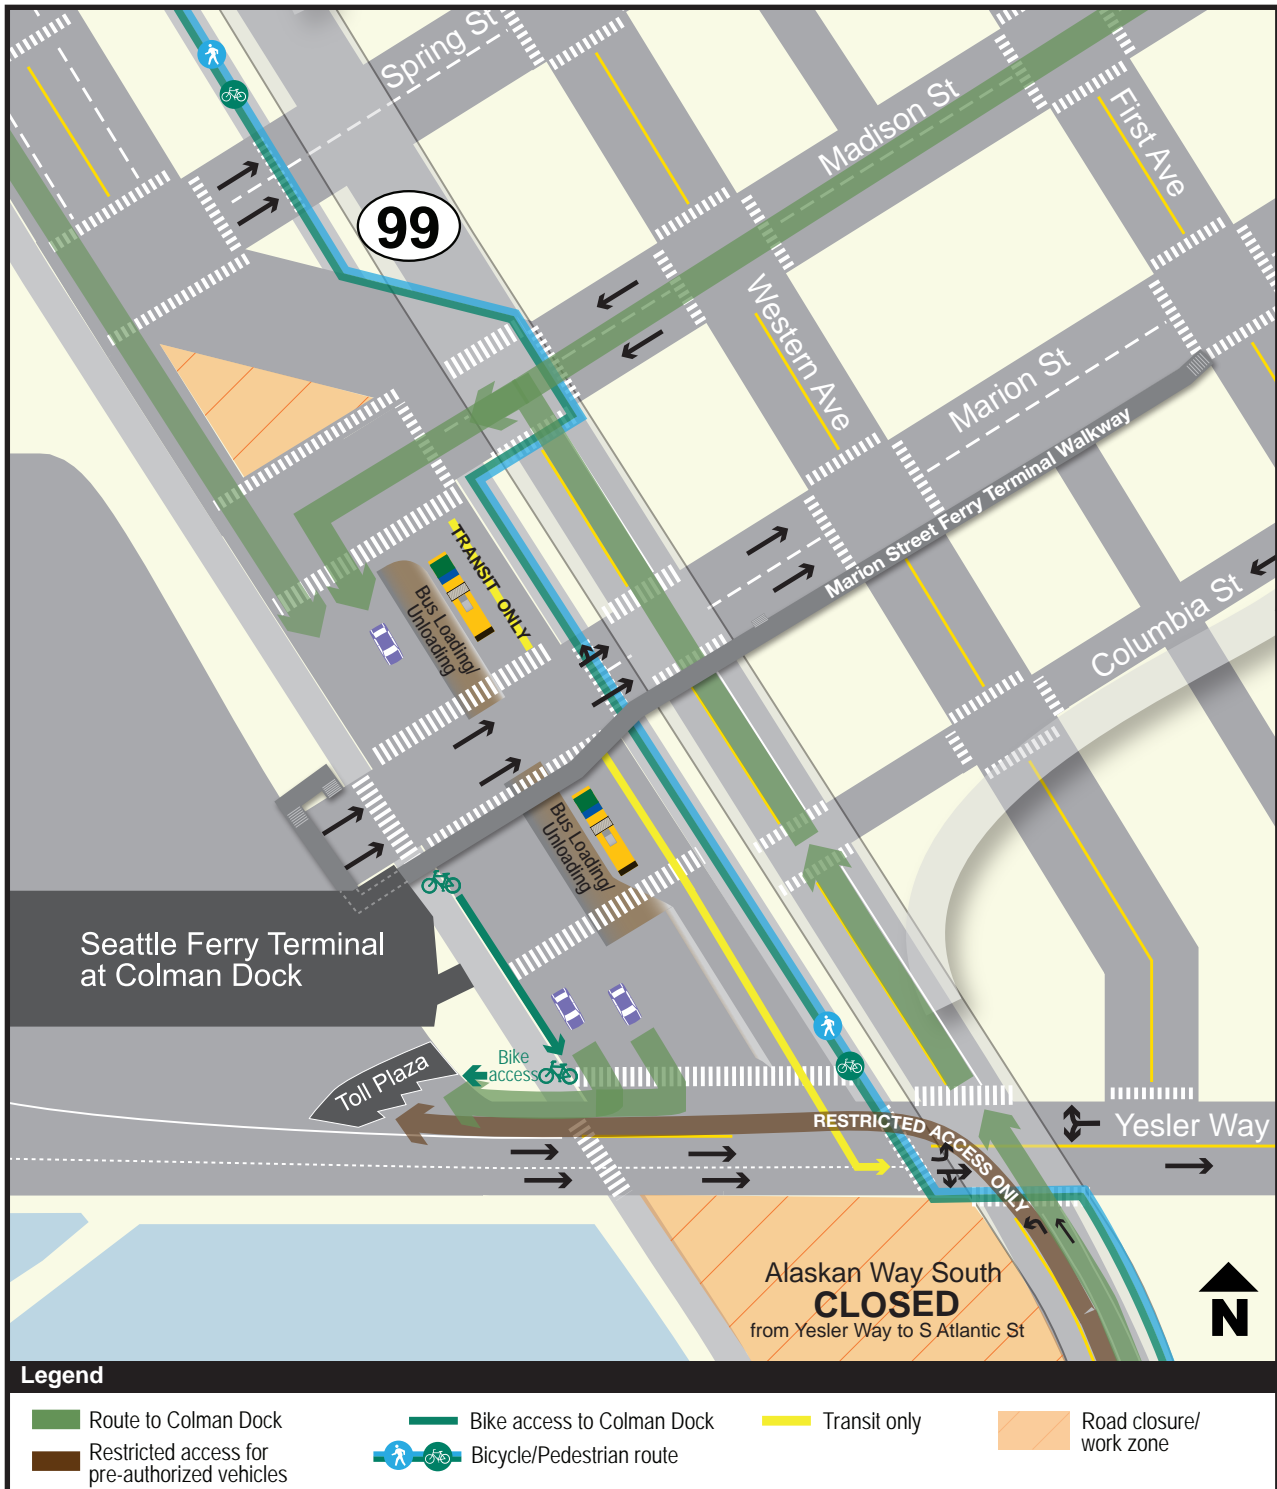 Spring St
Madison St
First Ave
99
Western Ave
Marion St
Marion Street Ferry Terminal Walkway
TRANSIT ONLY
Bus Loading/
Unloading
Columbia St
Bus Loading/
Unloading
Seattle Ferry Terminal
at Colman Dock
Bike
access
Toll Plaza
RESTRICTED ACCESS ONLY
Yesler Way
Alaskan Way South
CLOSED
from Yesler Way to S Atlantic St
N
Legend
Route to Colman Dock
Restricted access for
pre-authorized vehicles
Bike access to Colman Dock
Bicycle/Pedestrian route
Transit only
Road closure/
work zone